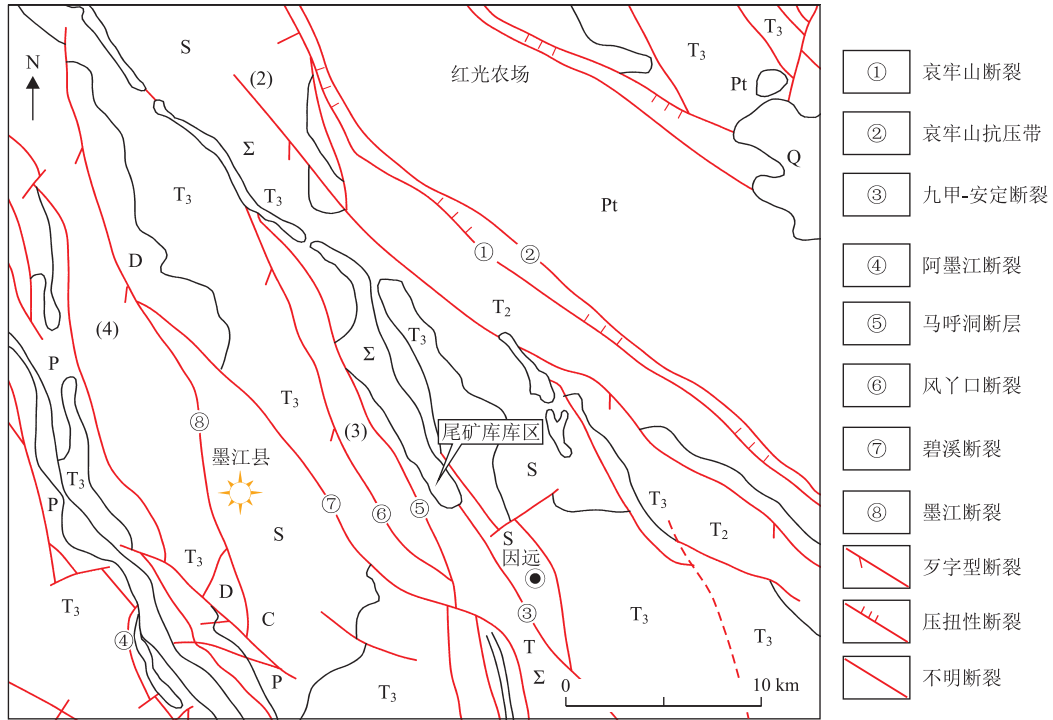 N
S
(2)
红光农场
T₃
T₃
Pt
Q
Σ
T₃
T₃
Pt
D
T₃
①
②
T₂
(4)
P
Σ
T₃
T₃
⑧
(3)
尾矿库库区
墨江县
S
T₃
P
⑦
⑥
⑤
T₃
T₂
S
S
因远
T₃
D
C
③
T₃
T₃
T₃
④
T
Σ
P
T₃
0
10 km
① 哀牢山断裂
② 哀牢山抗压带
③ 九甲-安定断裂
④ 阿墨江断裂
⑤ 马呼洞断层
⑥ 风丫口断裂
⑦ 碧溪断裂
⑧ 墨江断裂
歹字型断裂
压扭性断裂
不明断裂